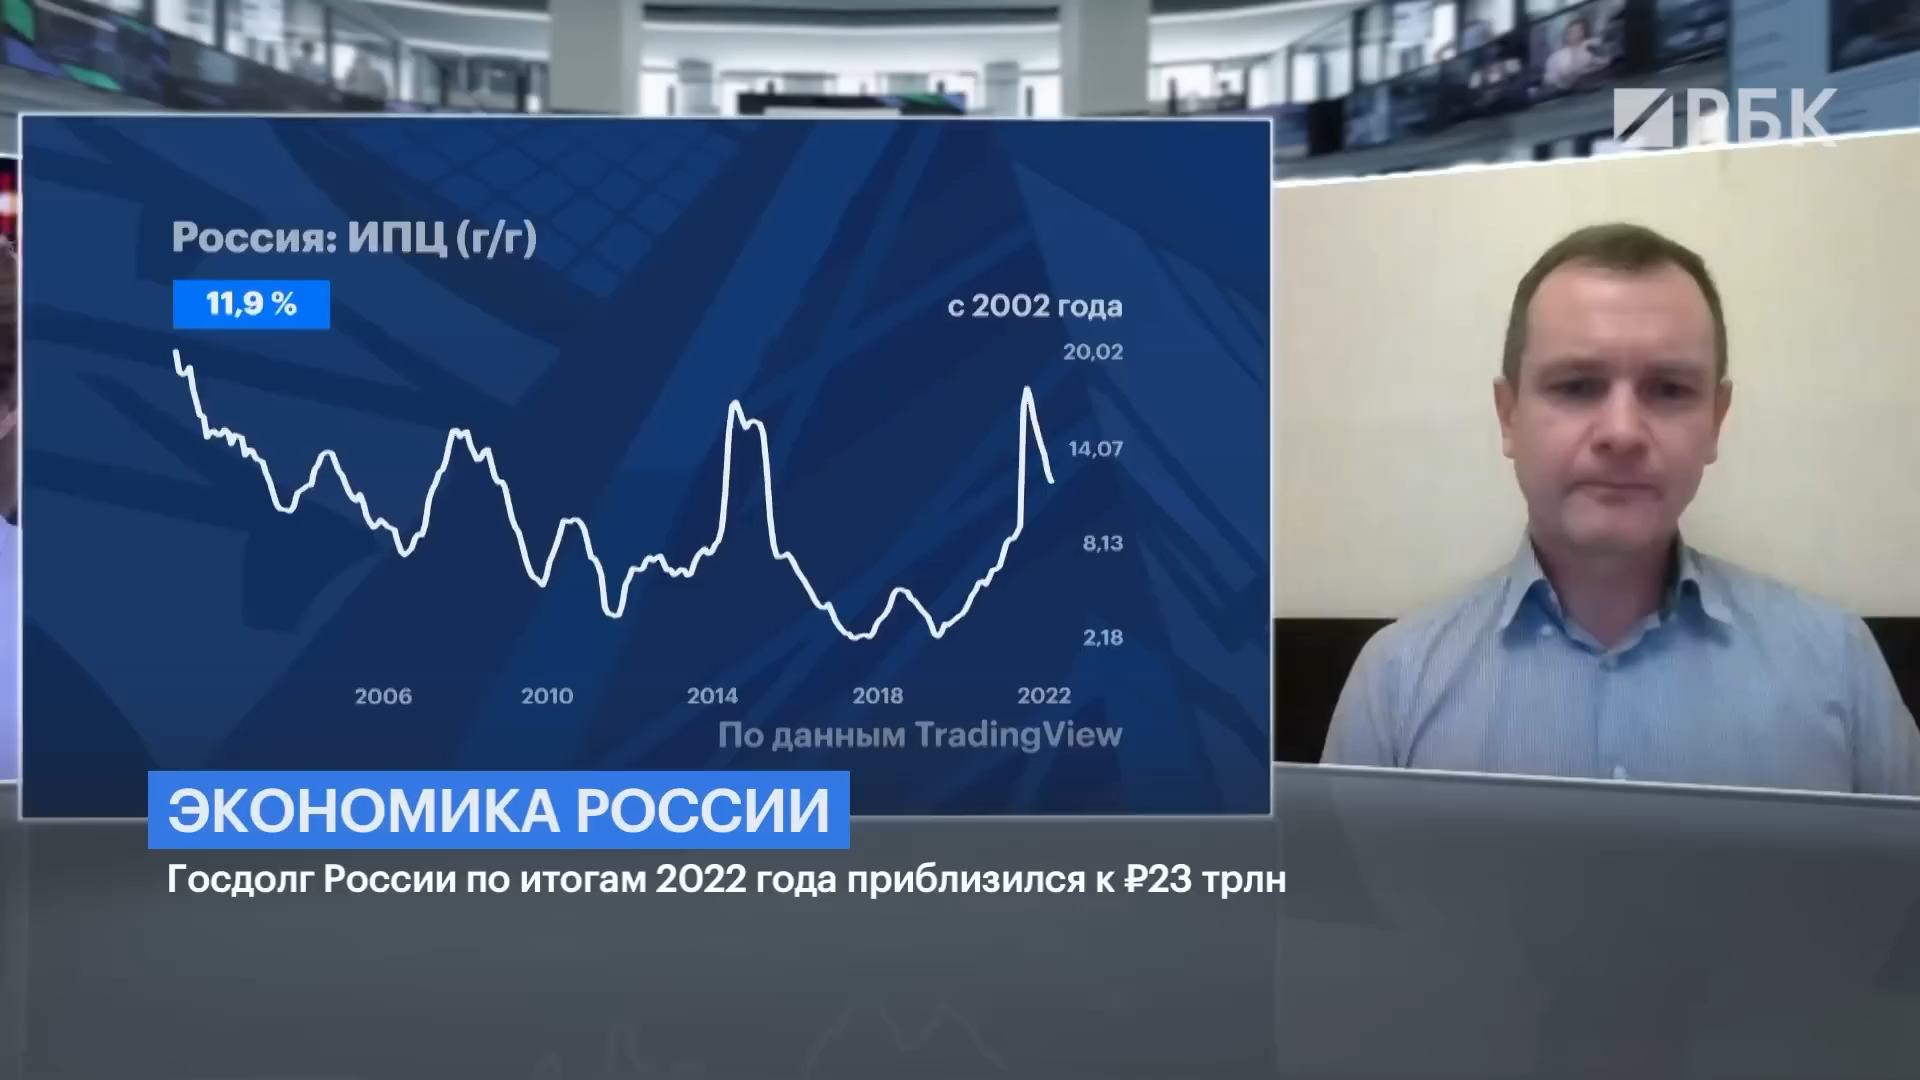 РБК
Россия: ИПЦ (г/г)
11,9 %
с 2002 года
20,02
14,07
8,13
2,18
2006 2010 2014 2018 2022
По данным TradingView
ЭКОНОМИКА РОССИИ
Госдолг России по итогам 2022 года приблизился к ₽23 трлн